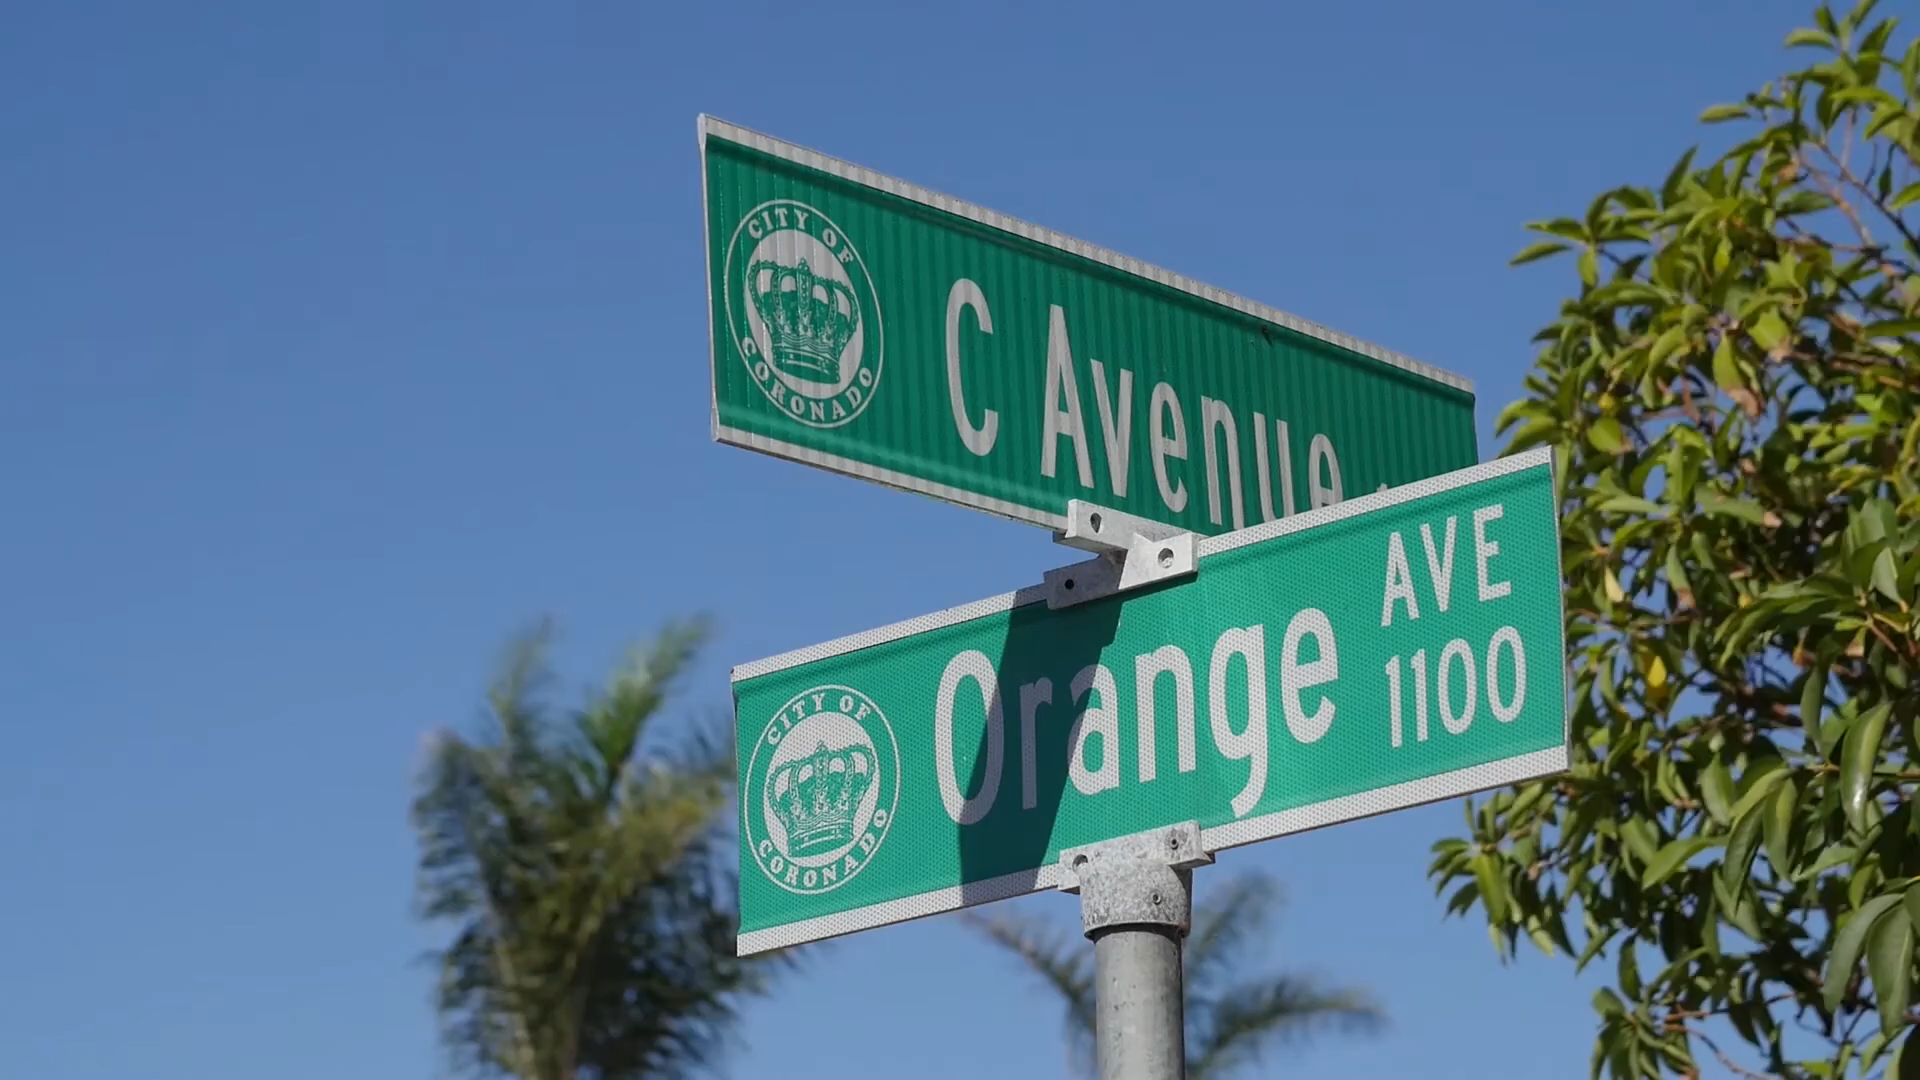 CITY OF
CORONADO
C Avenue
CITY OF
CORONADO
Orange AVE
1100